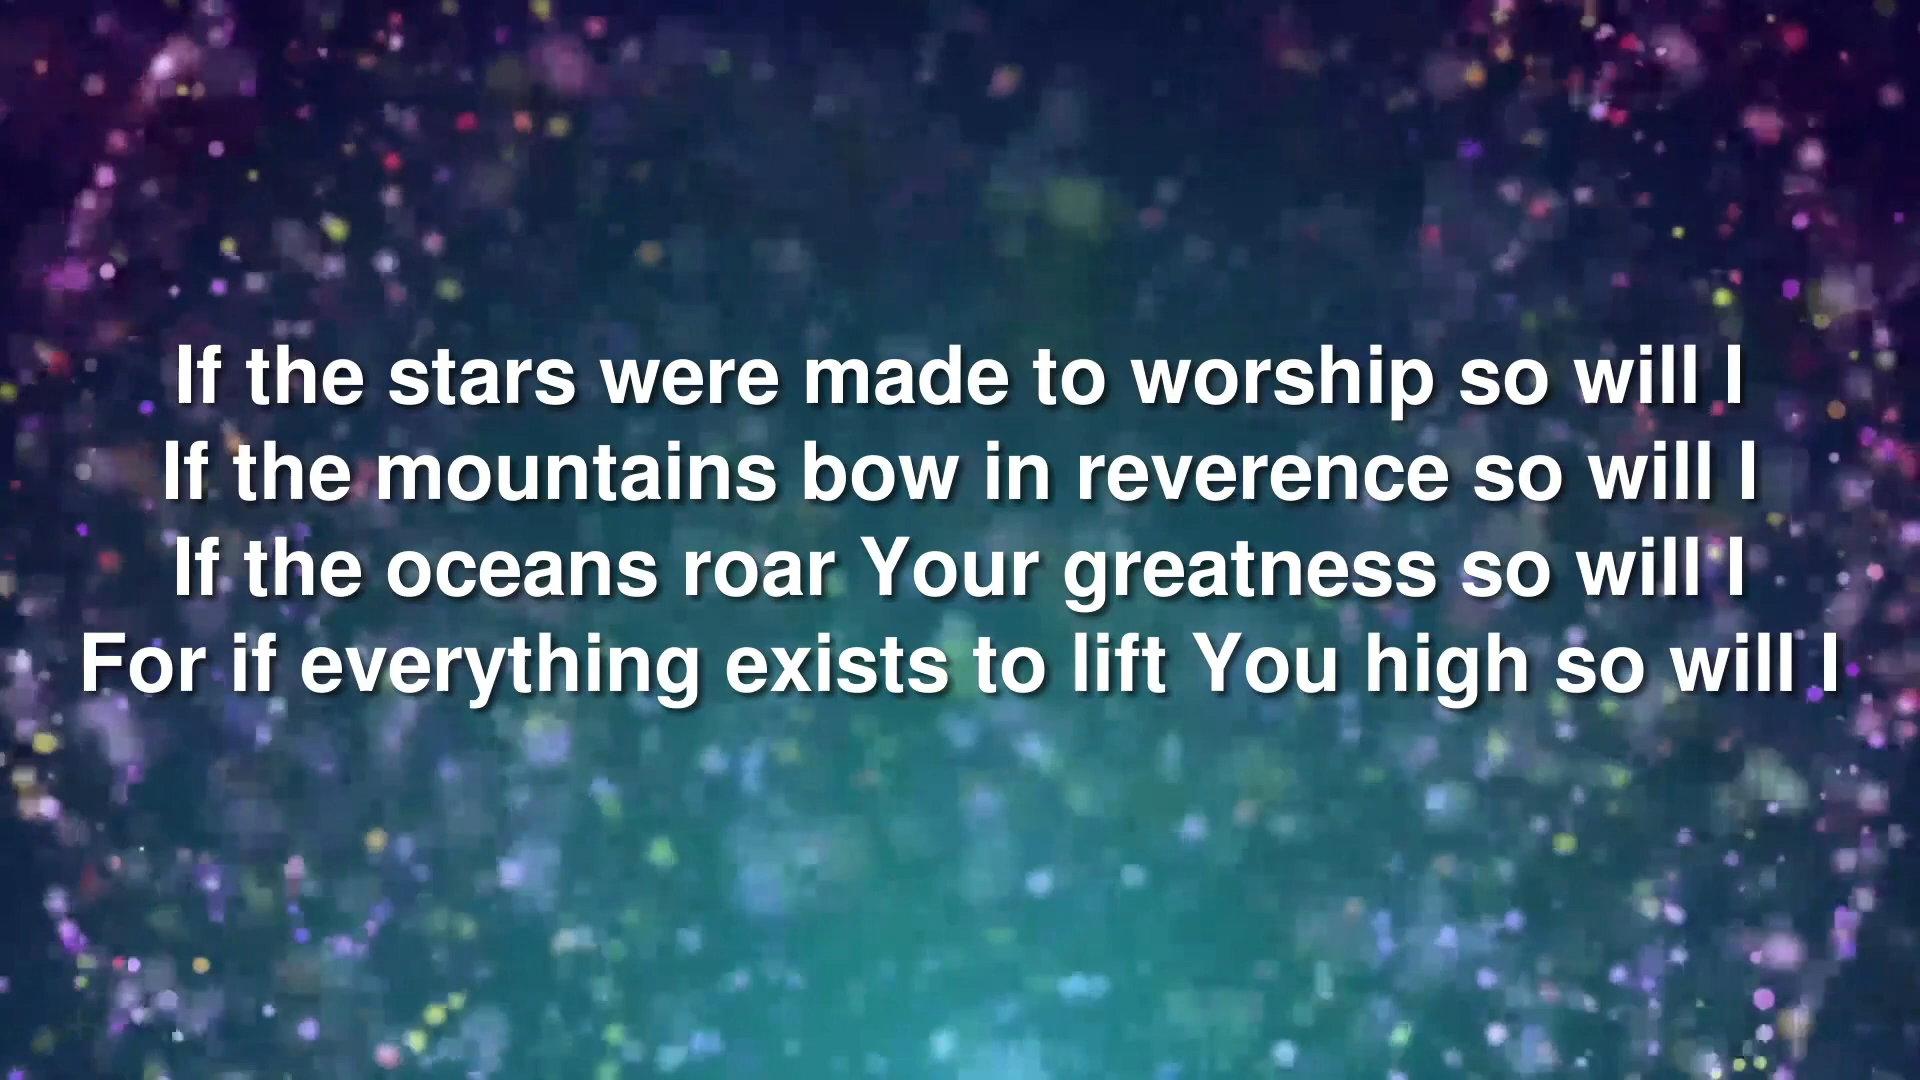 If the stars were made to worship so will I
If the mountains bow in reverence so will I
If the oceans roar Your greatness so will I
For if everything exists to lift You high so will I